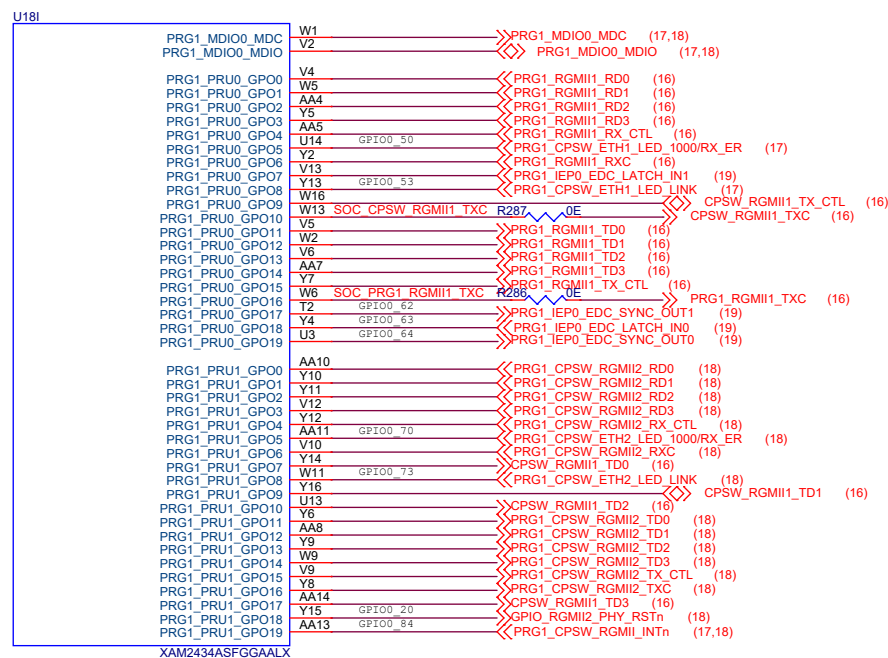 U18I
PRG1_MDIO0_MDC W1 PRG1_MDIO0_MDC (17,18)
PRG1_MDIO0_MDIO V2 PRG1_MDIO0_MDIO (17,18)
PRG1_PRU0_GPO0 V4 PRG1_RGMII1_RD0 (16)
PRG1_PRU0_GPO1 W5 PRG1_RGMII1_RD1 (16)
PRG1_PRU0_GPO2 AA4 PRG1_RGMII1_RD2 (16)
PRG1_PRU0_GPO3 Y5 PRG1_RGMII1_RD3 (16)
PRG1_PRU0_GPO4 AA5 PRG1_RGMII1_RX_CTL (16)
PRG1_PRU0_GPO5 U14 GPIO0_50 PRG1_CPSW_ETH1_LED_1000/RX_ER (17)
PRG1_PRU0_GPO6 Y2 PRG1_RGMII1_RXC (16)
PRG1_PRU0_GPO7 V13 PRG1_IEP0_EDC_LATCH_IN1 (19)
PRG1_PRU0_GPO8 Y13 GPIO0_53 PRG1_CPSW_ETH1_LED_LINK (17)
PRG1_PRU0_GPO9 W16 CPSW_RGMII1_TX_CTL (16)
PRG1_PRU0_GPO10 W13 SOC_CPSW_RGMII1_TXC R287 0E CPSW_RGMII1_TXC (16)
PRG1_PRU0_GPO11 V5 PRG1_RGMII1_TD0 (16)
PRG1_PRU0_GPO12 W2 PRG1_RGMII1_TD1 (16)
PRG1_PRU0_GPO13 V6 PRG1_RGMII1_TD2 (16)
PRG1_PRU0_GPO14 AA7 PRG1_RGMII1_TD3 (16)
PRG1_PRU0_GPO15 Y7 PRG1_RGMII1_TX_CTL (16)
PRG1_PRU0_GPO16 W6 SOC_PRG1_RGMII1_TXC R286 0E PRG1_RGMII1_TXC (16)
PRG1_PRU0_GPO17 T2 GPIO0_62 PRG1_IEP0_EDC_SYNC_OUT1 (19)
PRG1_PRU0_GPO18 Y4 GPIO0_63 PRG1_IEP0_EDC_LATCH_IN0 (19)
PRG1_PRU0_GPO19 U3 GPIO0_64 PRG1_IEP0_EDC_SYNC_OUT0 (19)
PRG1_PRU1_GPO0 AA10 PRG1_CPSW_RGMII2_RD0 (18)
PRG1_PRU1_GPO1 Y10 PRG1_CPSW_RGMII2_RD1 (18)
PRG1_PRU1_GPO2 Y11 PRG1_CPSW_RGMII2_RD2 (18)
PRG1_PRU1_GPO3 V12 PRG1_CPSW_RGMII2_RD3 (18)
PRG1_PRU1_GPO4 Y12 PRG1_CPSW_RGMII2_RX_CTL (18)
PRG1_PRU1_GPO5 AA11 GPIO0_70 PRG1_CPSW_ETH2_LED_1000/RX_ER (18)
PRG1_PRU1_GPO6 V10 PRG1_CPSW_RGMII2_RXC (18)
PRG1_PRU1_GPO7 Y14 CPSW_RGMII1_TD0 (16)
PRG1_PRU1_GPO8 W11 GPIO0_73 PRG1_CPSW_ETH2_LED_LINK (18)
PRG1_PRU1_GPO9 Y16 CPSW_RGMII1_TD1 (16)
PRG1_PRU1_GPO10 U13 CPSW_RGMII1_TD2 (16)
PRG1_PRU1_GPO11 Y6 PRG1_CPSW_RGMII2_TD0 (18)
PRG1_PRU1_GPO12 AA8 PRG1_CPSW_RGMII2_TD1 (18)
PRG1_PRU1_GPO13 Y9 PRG1_CPSW_RGMII2_TD2 (18)
PRG1_PRU1_GPO14 W9 PRG1_CPSW_RGMII2_TD3 (18)
PRG1_PRU1_GPO15 V9 PRG1_CPSW_RGMII2_TX_CTL (18)
PRG1_PRU1_GPO16 Y8 PRG1_CPSW_RGMII2_TXC (18)
PRG1_PRU1_GPO17 AA14 CPSW_RGMII1_TD3 (16)
PRG1_PRU1_GPO18 Y15 GPIO0_20 GPIO_RGMII2_PHY_RSTn (18)
PRG1_PRU1_GPO19 AA13 GPIO0_84 PRG1_CPSW_RGMII_INTn (17,18)
XAM2434ASFGGAALX